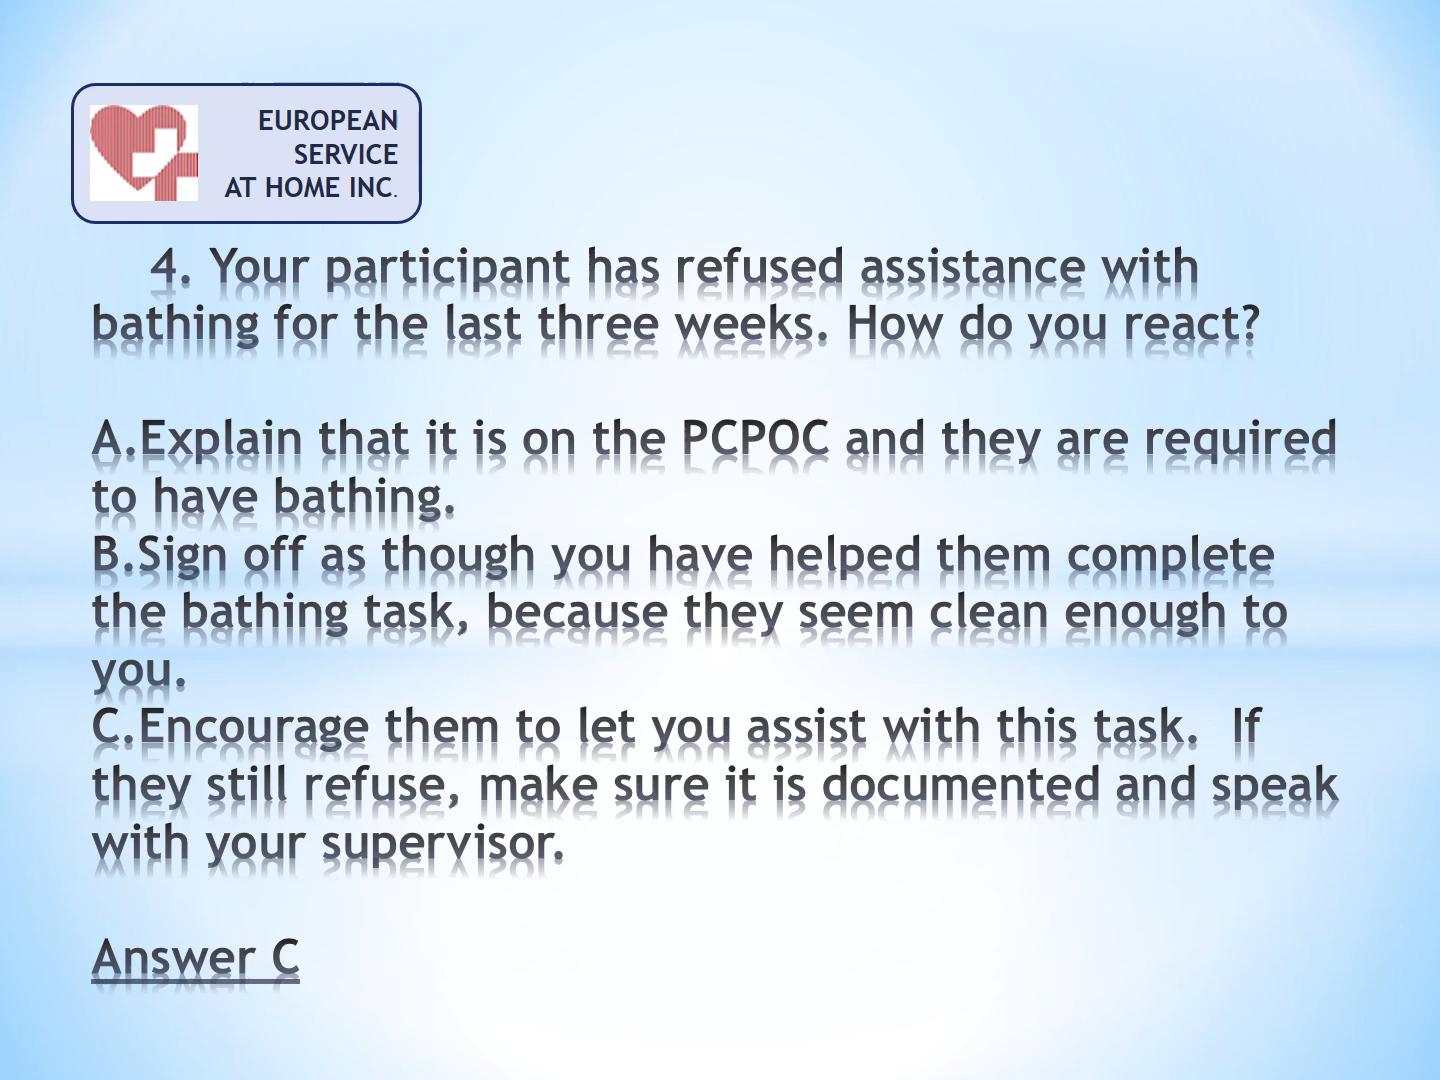 EUROPEAN
SERVICE
AT HOME INC.
4. Your participant has refused assistance with
bathing for the last three weeks. How do you react?
A.Explain that it is on the PCPOC and they are required
to have bathing.
B.Sign off as though you have helped them complete
the bathing task, because they seem clean enough to
you.
C.Encourage them to let you assist with this task.  If
they still refuse, make sure it is documented and speak
with your supervisor.
Answer C